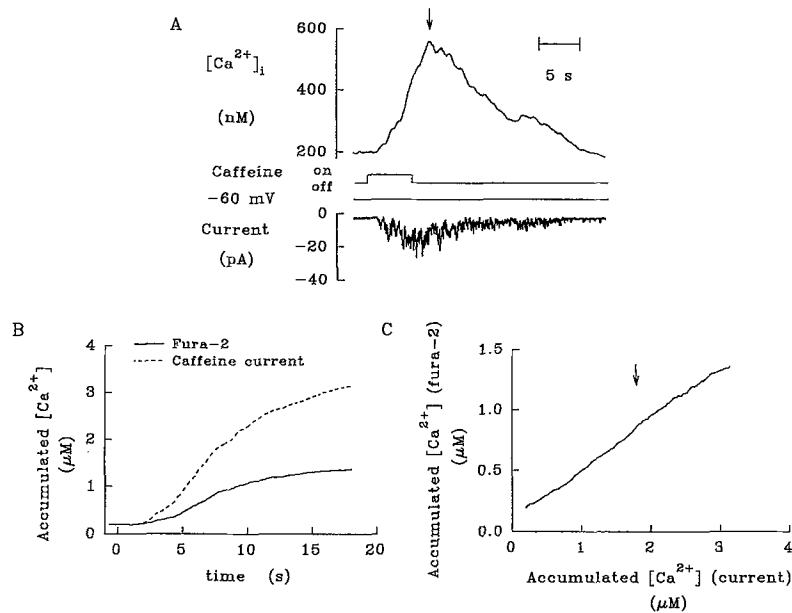 A
[Ca²⁺]ᵢ
(nM)
600
400
200
5 s
Caffeine on
off
−60 mV
Current
(pA)
0
−20
−40
B
Accumulated [Ca²⁺]
(μM)
4
3
2
1
0
Fura−2
Caffeine current
0 5 10 15 20
time (s)
C
Accumulated [Ca²⁺] (fura−2)
(μM)
1.5
1.0
0.5
0.0
0 1 2 3 4
Accumulated [Ca²⁺] (current)
(μM)